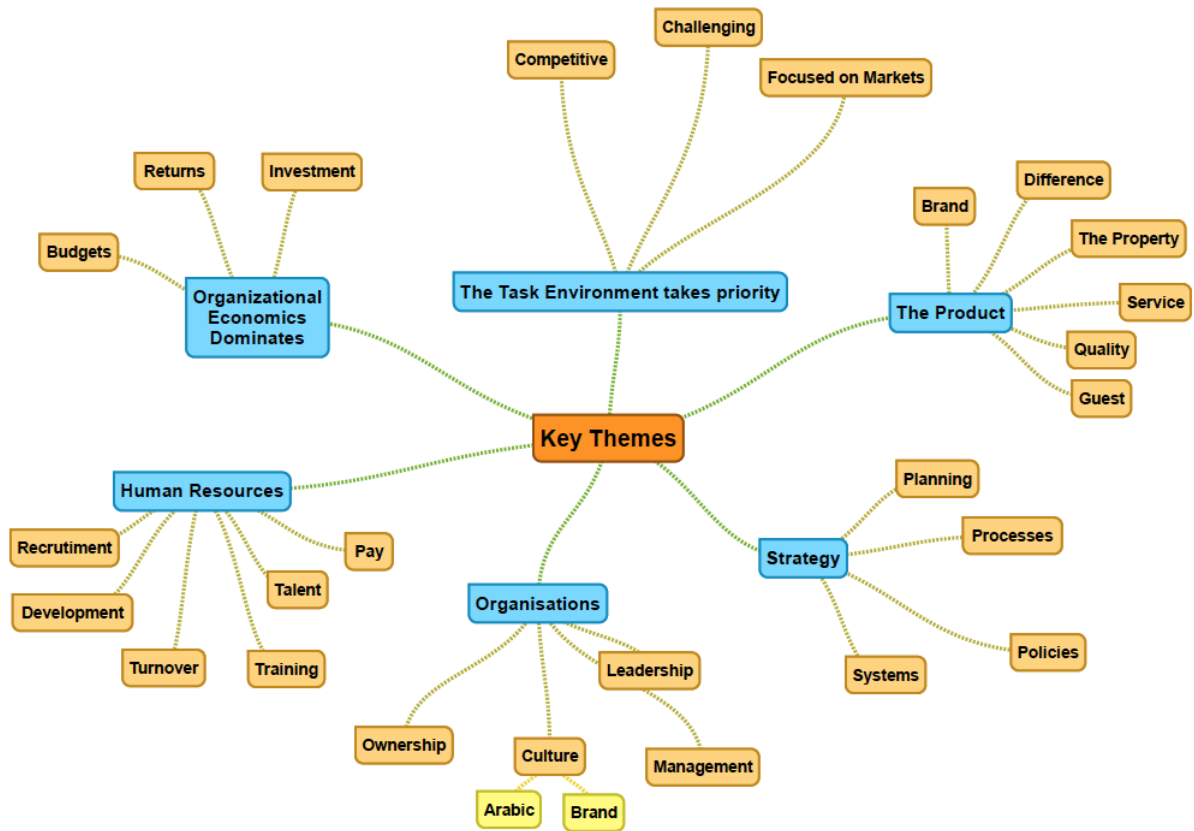 Challenging
Competitive
Focused on Markets
Returns
Investment
Budgets
Organizational
Economics
Dominates
The Task Environment takes priority
Brand
Difference
The Property
Service
The Product
Quality
Guest
Key Themes
Human Resources
Recrutiment
Pay
Talent
Development
Turnover
Training
Organisations
Leadership
Ownership
Culture
Management
Arabic
Brand
Strategy
Planning
Processes
Policies
Systems